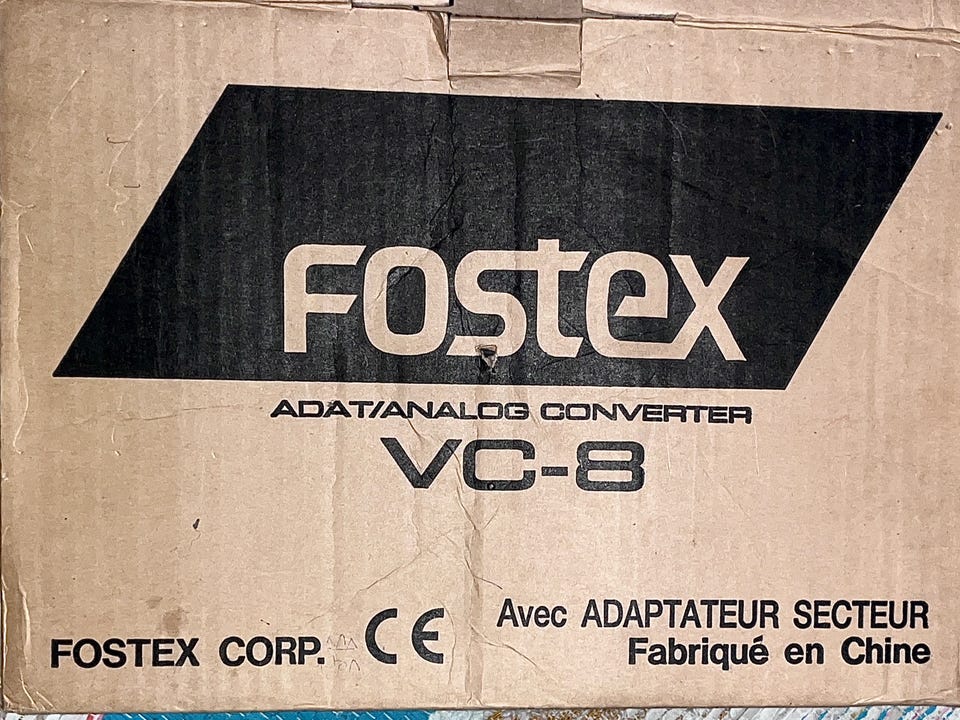 Fostex
ADAT/ANALOG CONVERTER
VC-8
FOSTEX CORP. CE
Avec ADAPTATEUR SECTEUR
Fabriqué en Chine